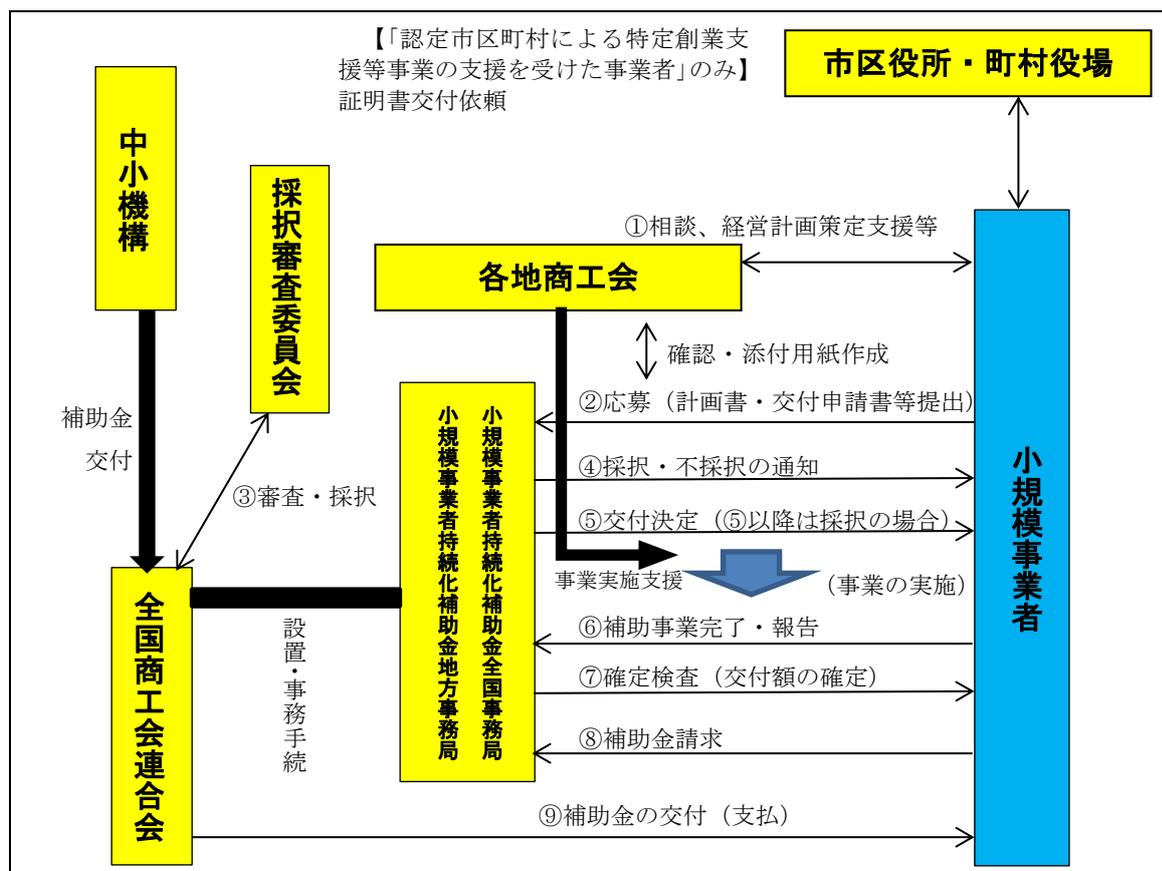 【「認定市区町村による特定創業支
援等事業の支援を受けた事業者」のみ】
証明書交付依頼
市区役所・町村役場
中小機構
採択審査委員会
①相談、経営計画策定支援等
各地商工会
確認・添付用紙作成
②応募（計画書・交付申請書等提出）
補助金
交付
③審査・採択
小規模事業者持続化補助金全国事務局
小規模事業者持続化補助金地方事務局
④採択・不採択の通知
⑤交付決定（⑤以降は採択の場合）
小規模事業者
事業実施支援
（事業の実施）
全国商工会連合会
設置・事務手続
⑥補助事業完了・報告
⑦確定検査（交付額の確定）
⑧補助金請求
⑨補助金の交付（支払）